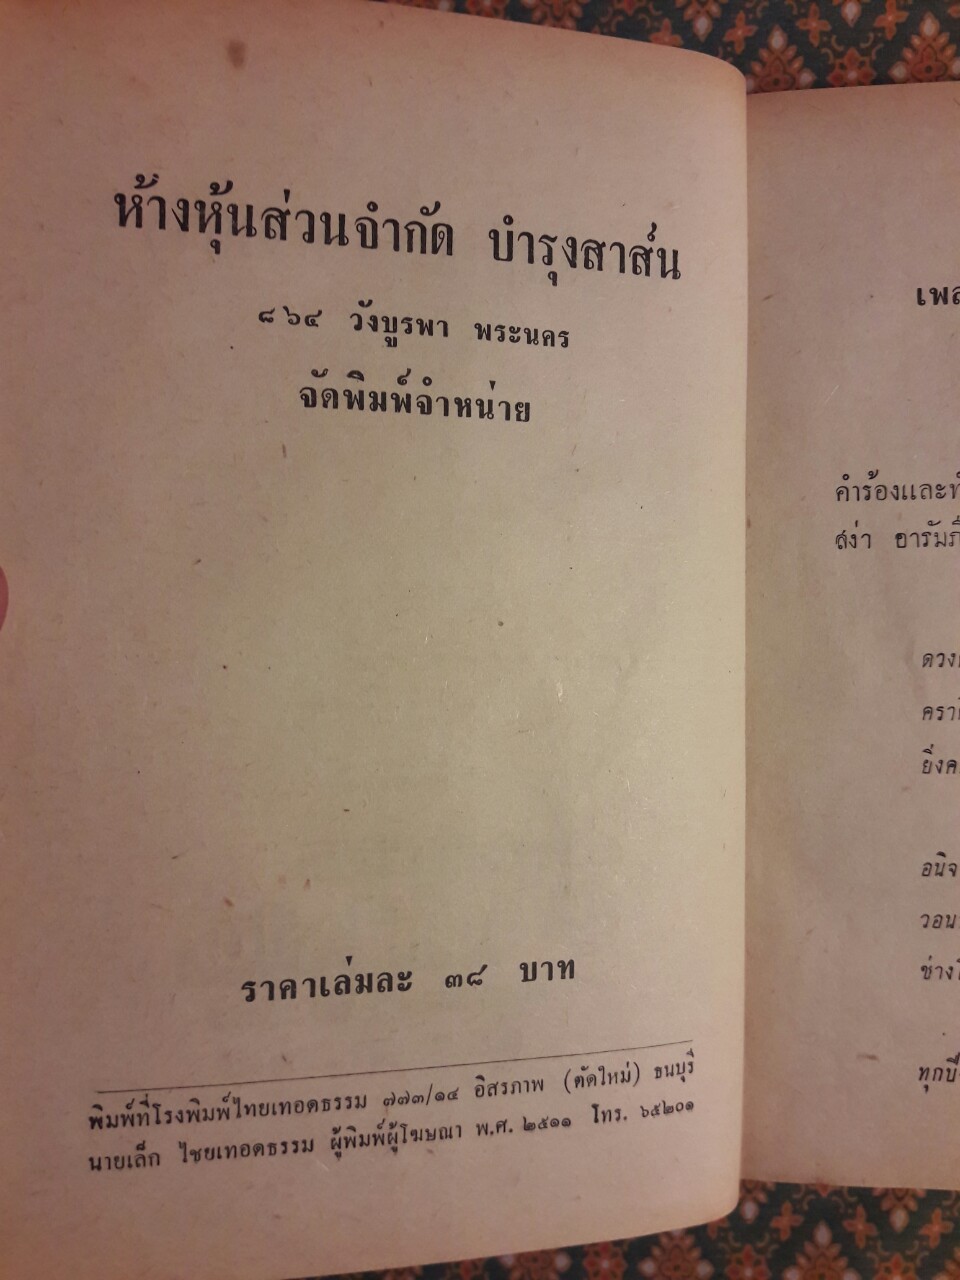 ห้างหุ้นส่วนจำกัด บำรุงสาส์น
๘๖๔ วังบูรพา พระนคร
จัดพิมพ์จำหน่าย
ราคาเล่มละ ๓๘ บาท
พิมพ์ที่โรงพิมพ์ไทยเทอดธรรม ๗๗๓/๑๔ อิสรภาพ (ตัดใหม่) ธนบุรี
นายเล็ก ไชยเทอดธรรม ผู้พิมพ์ผู้โฆษณา พ.ศ. ๒๕๑๑ โทร. ๖๕๒๐๑
คำร้องและ
สง่า